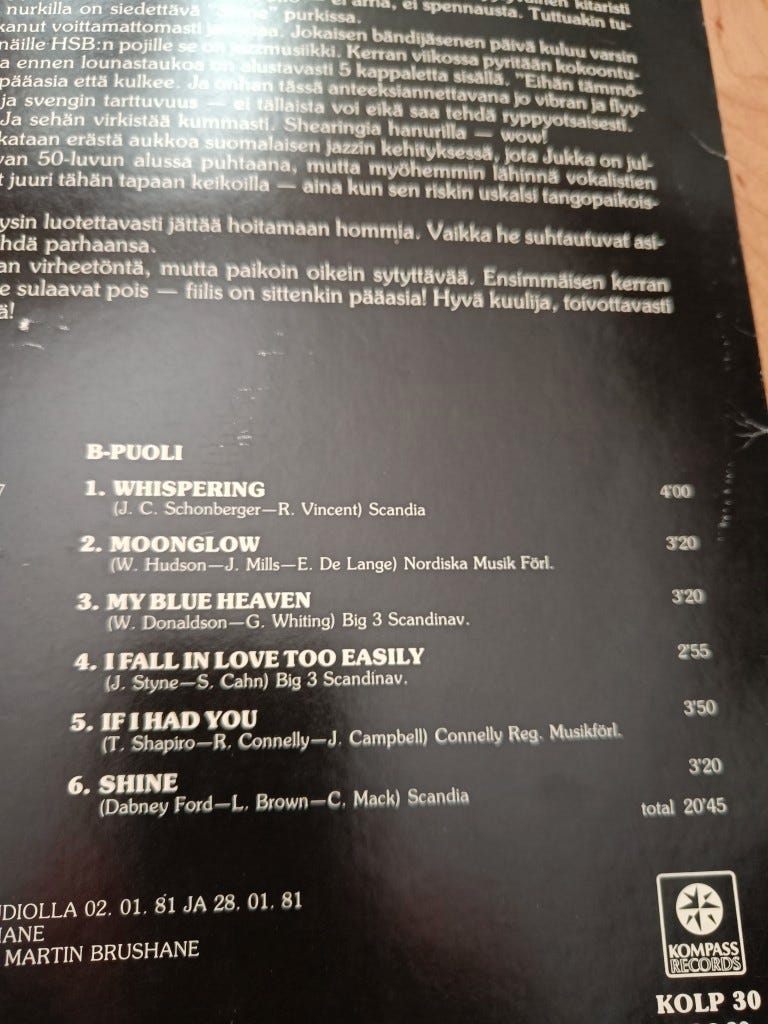 nurkilla on siedettävä purkissa.
kanut voittamattomasti Jokaisen bändijäsenen päivä kuluu varsin
näille HSB:n pojille se on jazzmusiikki. Kerran viikossa pyritään kokoontu-
a ennen lounastaukoa on alustavasti 5 kappaletta sisällä, "Eihän tämmö-
pääasia että kulkee. Ja onhan tässä anteeksiannettavana jo vibran ja flyy-
ja svengin tarttuvuus — ei tällaista voi eikä saa tehdä ryppyotsaisesti.
Ja sehän virkistää kummasti. Shearingia hanurilla — wow!
kataan erästä aukkoa suomalaisen jazzin kehityksessä, jota Jukka on jul-
van 50-luvun alussa puhtaana, mutta myöhemmin lähinnä vokalistien
t juuri tähän tapaan keikoilla — aina kun sen riskin uskalsi tangopaikois-
ysin luotettavasti jättää hoitamaan hommia. Vaikka he suhtautuvat asi-
hdä parhaansa.
an virheetöntä, mutta paikoin oikein sytyttävää. Ensimmäisen kerran
e sulaavat pois — fiilis on sittenkin pääasia! Hyvä kuulija, toivottavasti
ä!
B-PUOLI
1. WHISPERING 4'00
(J. C. Schonberger—R. Vincent) Scandia
2. MOONGLOW 3'20
(W. Hudson—J. Mills—E. De Lange) Nordiska Musik Förl.
3. MY BLUE HEAVEN 3'20
(W. Donaldson—G. Whiting) Big 3 Scandinav.
4. I FALL IN LOVE TOO EASILY 2'55
(J. Styne—S. Cahn) Big 3 Scandinav.
5. IF I HAD YOU 3'50
(T. Shapiro—R. Connelly—J. Campbell) Connelly Reg. Musikförl.
6. SHINE 3'20
(Dabney Ford—L. Brown—C. Mack) Scandia
total 20'45
DIOLLA 02. 01. 81 JA 28. 01. 81
ANE
MARTIN BRUSHANE
KOMPASS
RECORDS
KOLP 30